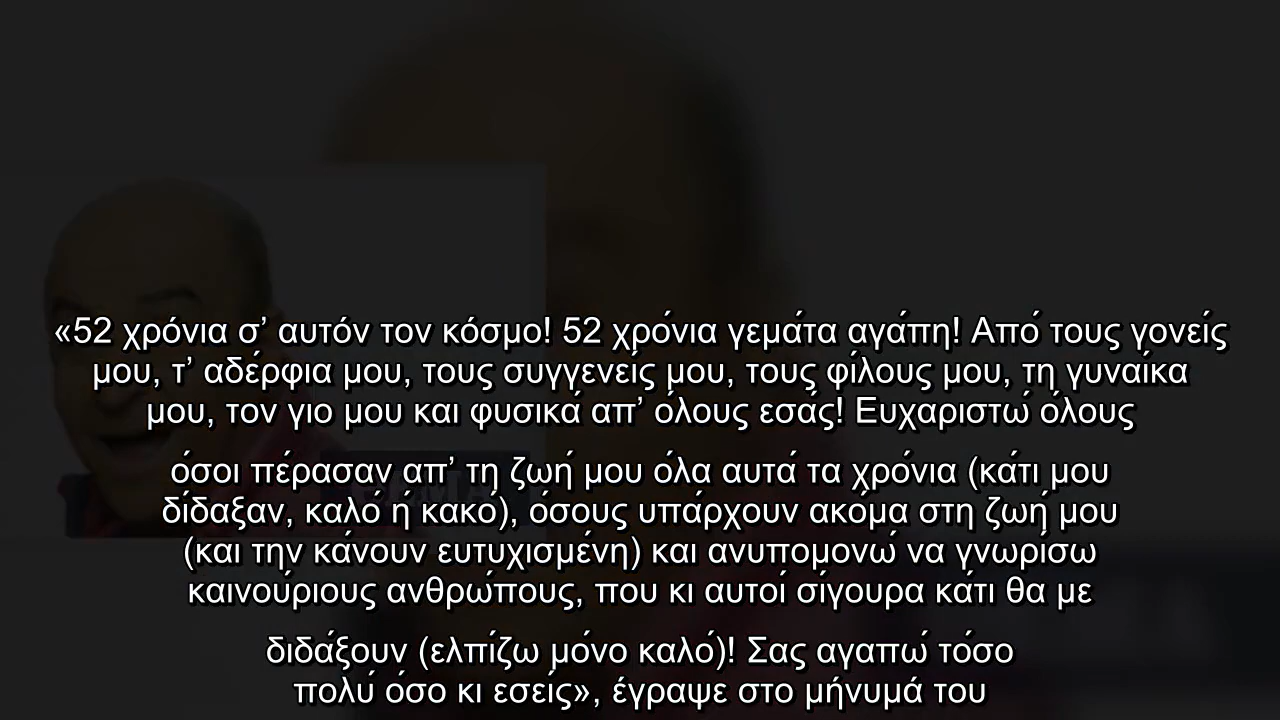 «52 χρόνια σ’ αυτόν τον κόσμο! 52 χρόνια γεμάτα αγάπη! Από τους γονείς
μου, τ’ αδέρφια μου, τους συγγενείς μου, τους φίλους μου, τη γυναίκα
μου, τον γιο μου και φυσικά απ’ όλους εσάς! Ευχαριστώ όλους
όσοι πέρασαν απ’ τη ζωή μου όλα αυτά τα χρόνια (κάτι μου
δίδαξαν, καλό ή κακό), όσους υπάρχουν ακόμα στη ζωή μου
(και την κάνουν ευτυχισμένη) και ανυπομονώ να γνωρίσω
καινούριους ανθρώπους, που κι αυτοί σίγουρα κάτι θα με
διδάξουν (ελπίζω μόνο καλό)! Σας αγαπώ τόσο
πολύ όσο κι εσείς», έγραψε στο μήνυμά του